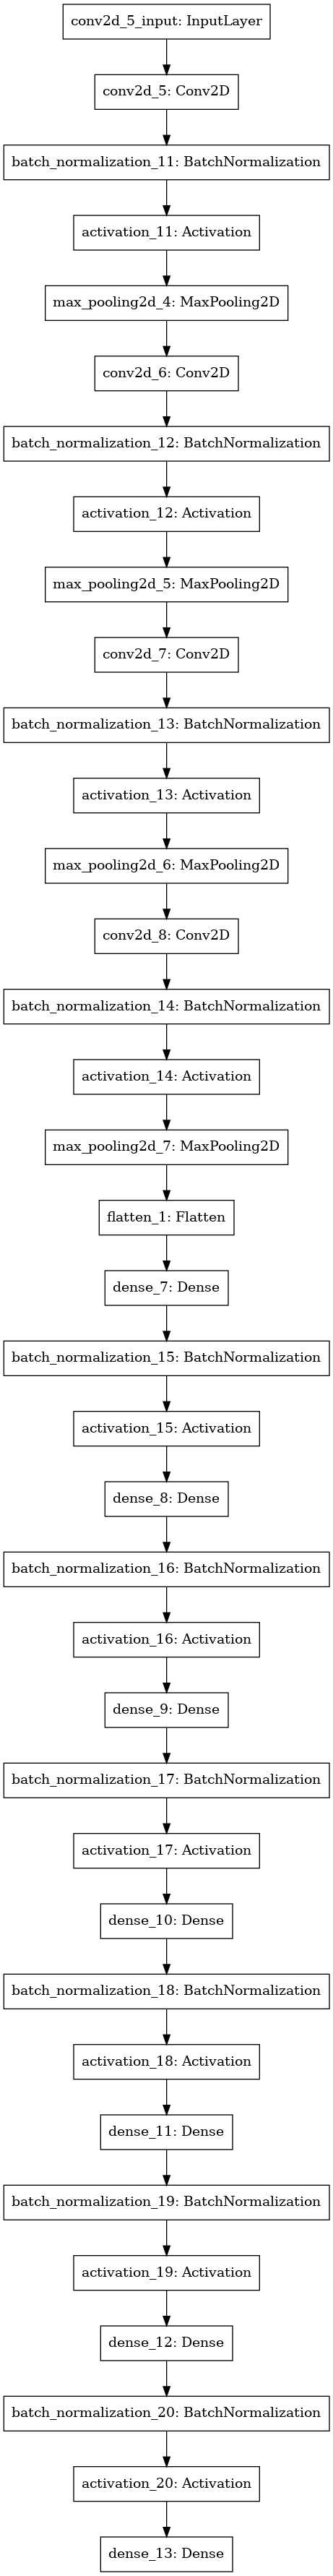 conv2d_5_input: InputLayer
conv2d_5: Conv2D
batch_normalization_11: BatchNormalization
activation_11: Activation
max_pooling2d_4: MaxPooling2D
conv2d_6: Conv2D
batch_normalization_12: BatchNormalization
activation_12: Activation
max_pooling2d_5: MaxPooling2D
conv2d_7: Conv2D
batch_normalization_13: BatchNormalization
activation_13: Activation
max_pooling2d_6: MaxPooling2D
conv2d_8: Conv2D
batch_normalization_14: BatchNormalization
activation_14: Activation
max_pooling2d_7: MaxPooling2D
flatten_1: Flatten
dense_7: Dense
batch_normalization_15: BatchNormalization
activation_15: Activation
dense_8: Dense
batch_normalization_16: BatchNormalization
activation_16: Activation
dense_9: Dense
batch_normalization_17: BatchNormalization
activation_17: Activation
dense_10: Dense
batch_normalization_18: BatchNormalization
activation_18: Activation
dense_11: Dense
batch_normalization_19: BatchNormalization
activation_19: Activation
dense_12: Dense
batch_normalization_20: BatchNormalization
activation_20: Activation
dense_13: Dense